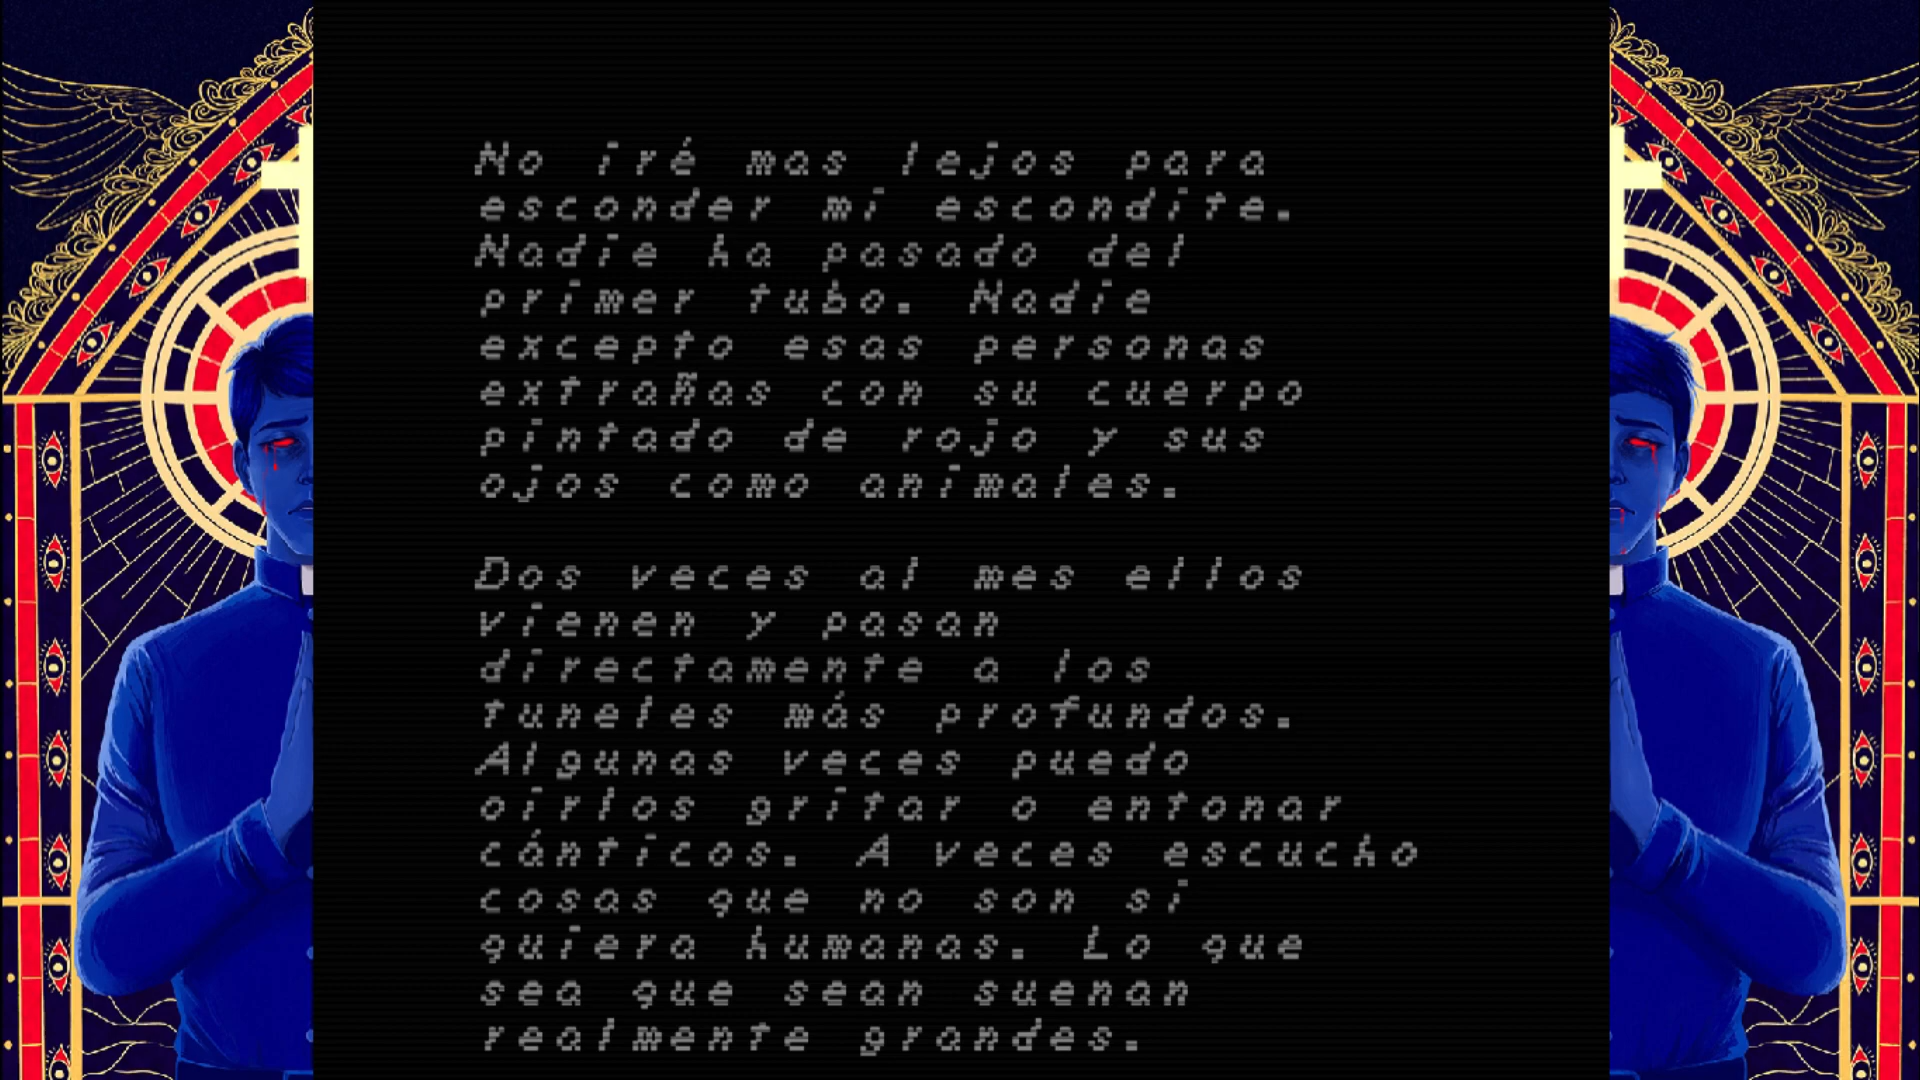 No iré mas lejos para
esconder mi escondite.
Nadie ha pasado del
primer tubo. Nadie
excepto esas personas
extrañas con su cuerpo
pintado de rojo y sus
ojos como animales.
Dos veces al mes ellos
vienen y pasan
directamente a los
tuneles más profundos.
Algunas veces puedo
oirlos gritar o entonar
cánticos. A veces escucho
cosas que no son si
quiera humanas. Lo que
sea que sean suenan
realmente grandes.